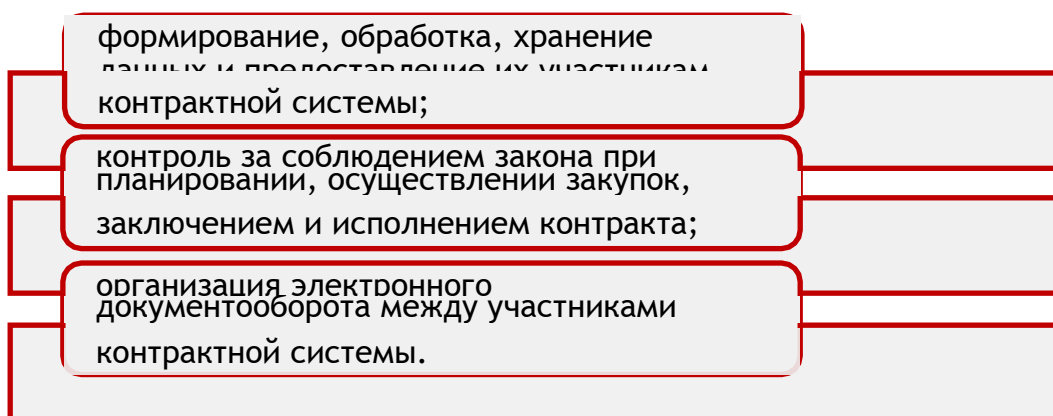 формирование, обработка, хранение
данных и предоставление их участникам
контрактной системы;
контроль за соблюдением закона при
планировании, осуществлении закупок,
заключением и исполнением контракта;
организация электронного
документооборота между участниками
контрактной системы.